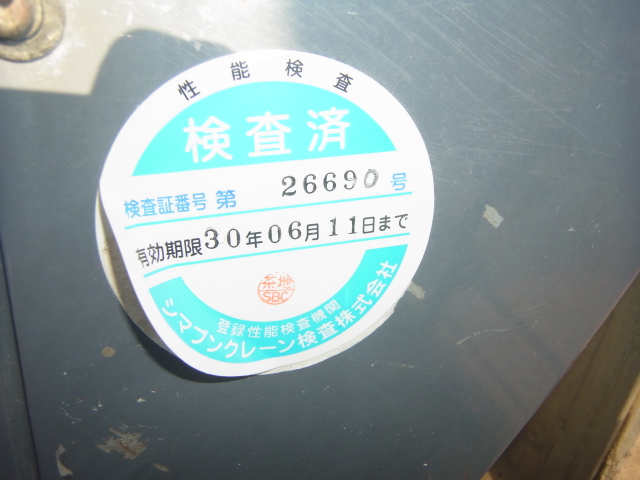 性能検査
検査済
検査証番号 第 26690 号
有効期限30年06月11日まで
SBC
登録性能検査機関
シマブンクレーン検査株式会社